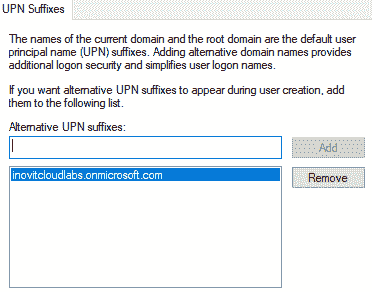 UPN Suffixes
The names of the current domain and the root domain are the default user
principal name (UPN) suffixes. Adding alternative domain names provides
additional logon security and simplifies user logon names.
If you want alternative UPN suffixes to appear during user creation, add
them to the following list.
Alternative UPN suffixes:
Add
inovitcloudlabs.onmicrosoft.com
Remove